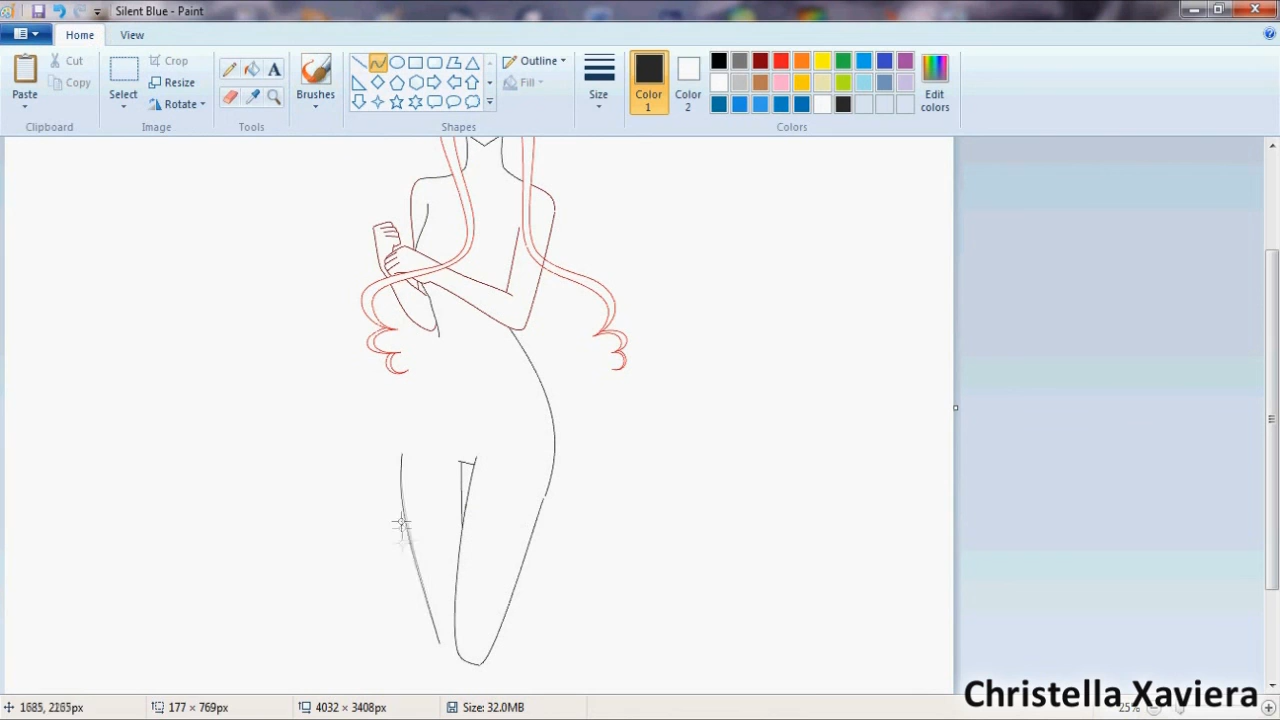 Silent Blue - Paint
Home View
Paste
Cut
Copy
Clipboard
Select
Crop
Resize
Rotate
Image
Tools
Brushes
Shapes
Outline
Fill
Size
Color 1
Color 2
Colors
Edit colors
Christella Xaviera
1685, 2265px
177 × 769px
4032 × 3408px
Size: 32.0MB
25%